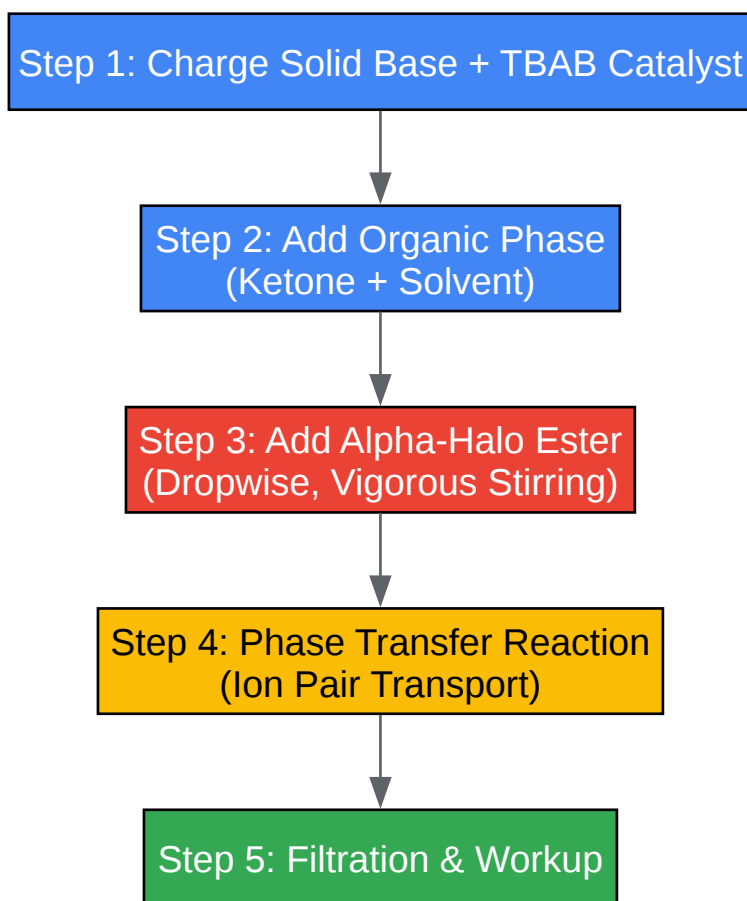 Step 1: Charge Solid Base + TBAB Catalyst
Step 2: Add Organic Phase
(Ketone + Solvent)
Step 3: Add Alpha-Halo Ester
(Dropwise, Vigorous Stirring)
Step 4: Phase Transfer Reaction
(Ion Pair Transport)
Step 5: Filtration & Workup